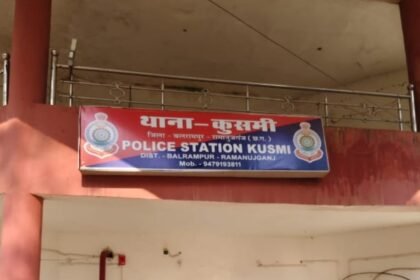 थाना – कुसमी
जिला - बलरामपुर - रामानुजगंज (छ.ग.)
POLICE STATION KUSMI
DIST. - BALRAMPUR - RAMANUJGANJ
Mob. - 9479193811